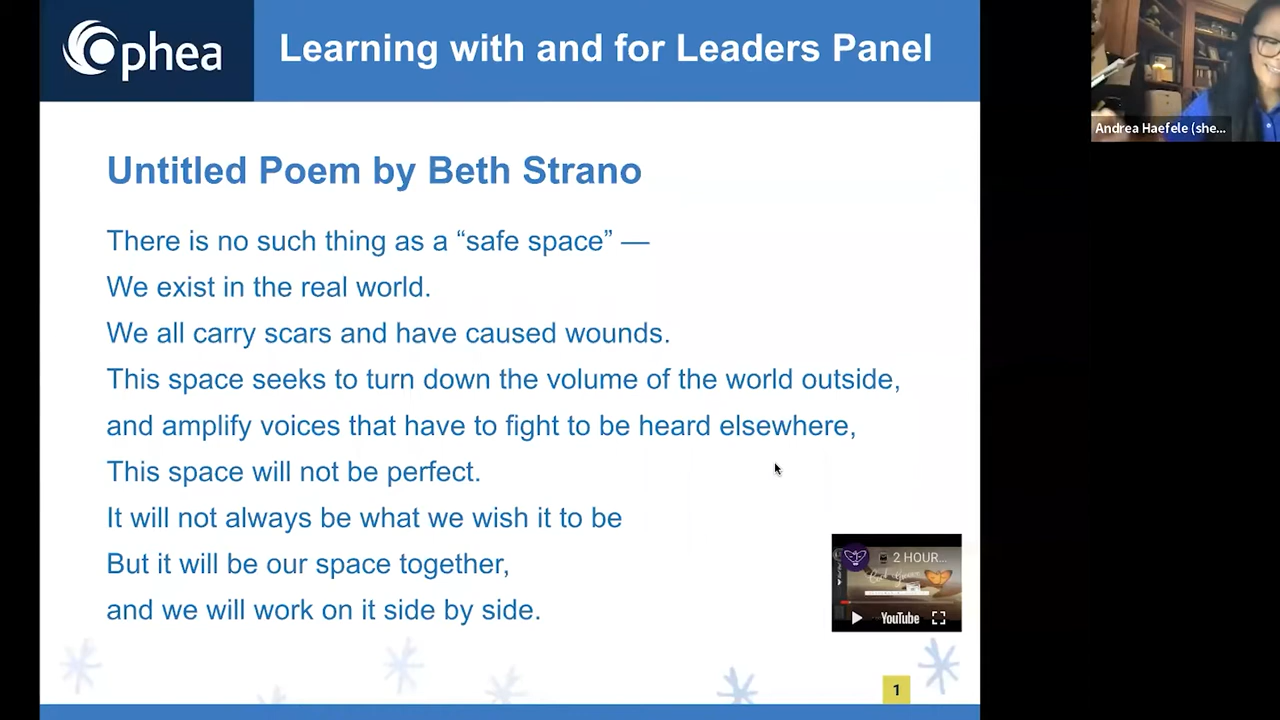 Ophea
Learning with and for Leaders Panel
Andrea Haefele (she...
Untitled Poem by Beth Strano
There is no such thing as a “safe space” —
We exist in the real world.
We all carry scars and have caused wounds.
This space seeks to turn down the volume of the world outside,
and amplify voices that have to fight to be heard elsewhere,
This space will not be perfect.
It will not always be what we wish it to be
But it will be our space together,
and we will work on it side by side.
2 HOUR...
YouTube
1